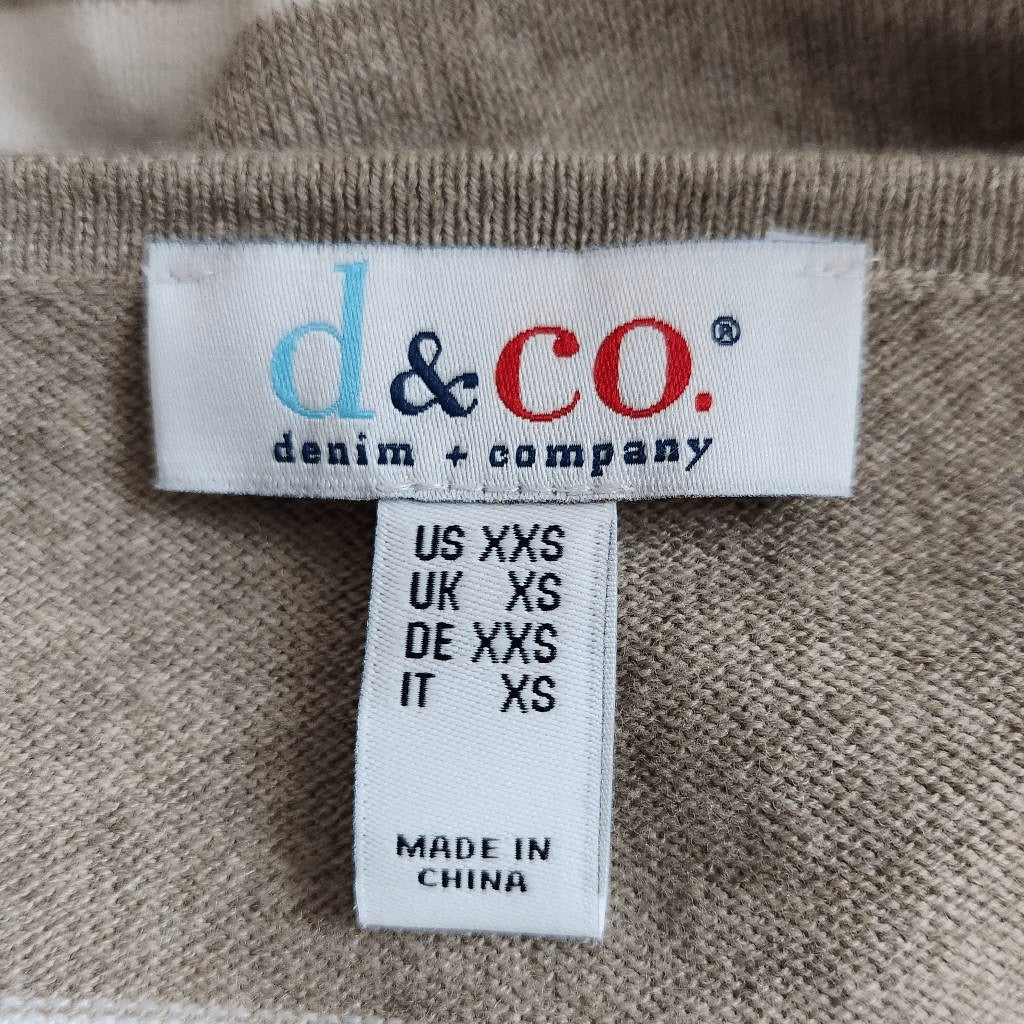 d&co.®
denim + company
US XXS
UK XS
DE XXS
IT XS
MADE IN
CHINA